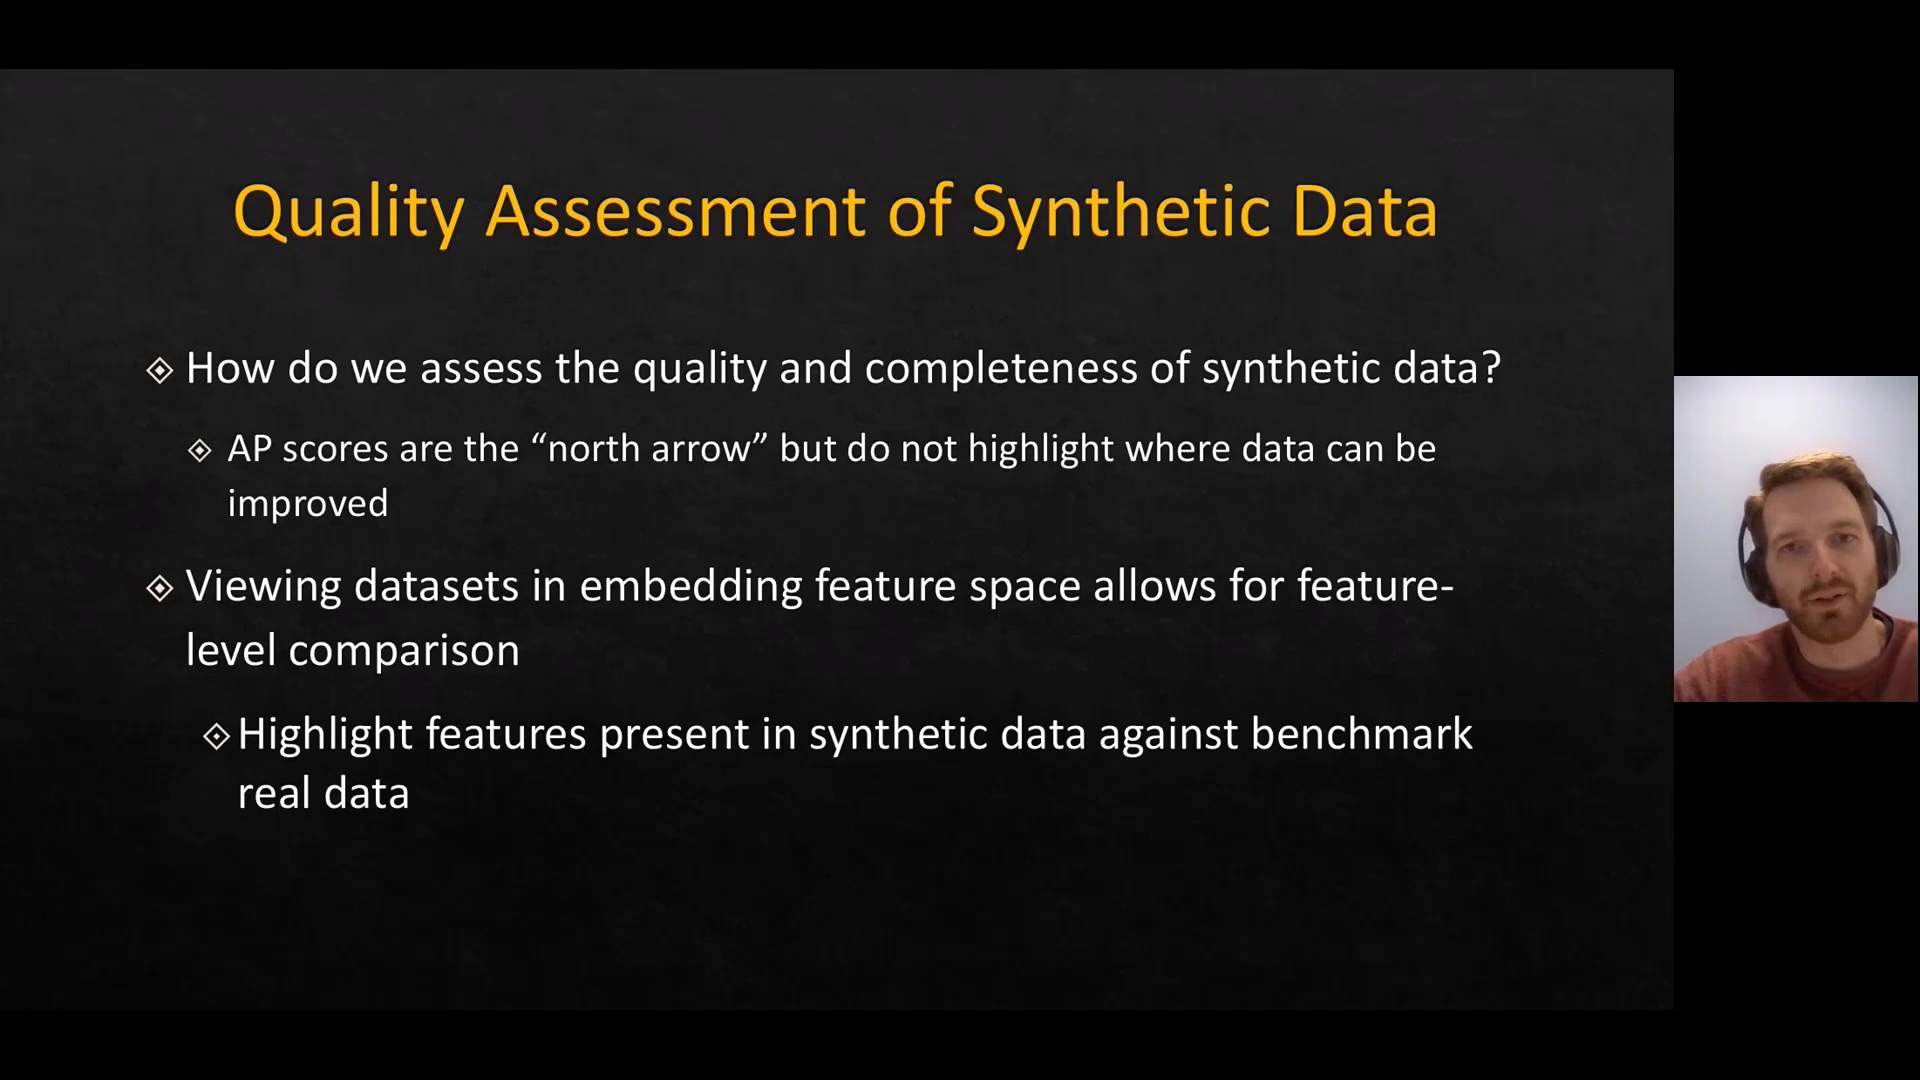 Quality Assessment of Synthetic Data
How do we assess the quality and completeness of synthetic data?
AP scores are the “north arrow” but do not highlight where data can be
improved
Viewing datasets in embedding feature space allows for feature-
level comparison
Highlight features present in synthetic data against benchmark
real data